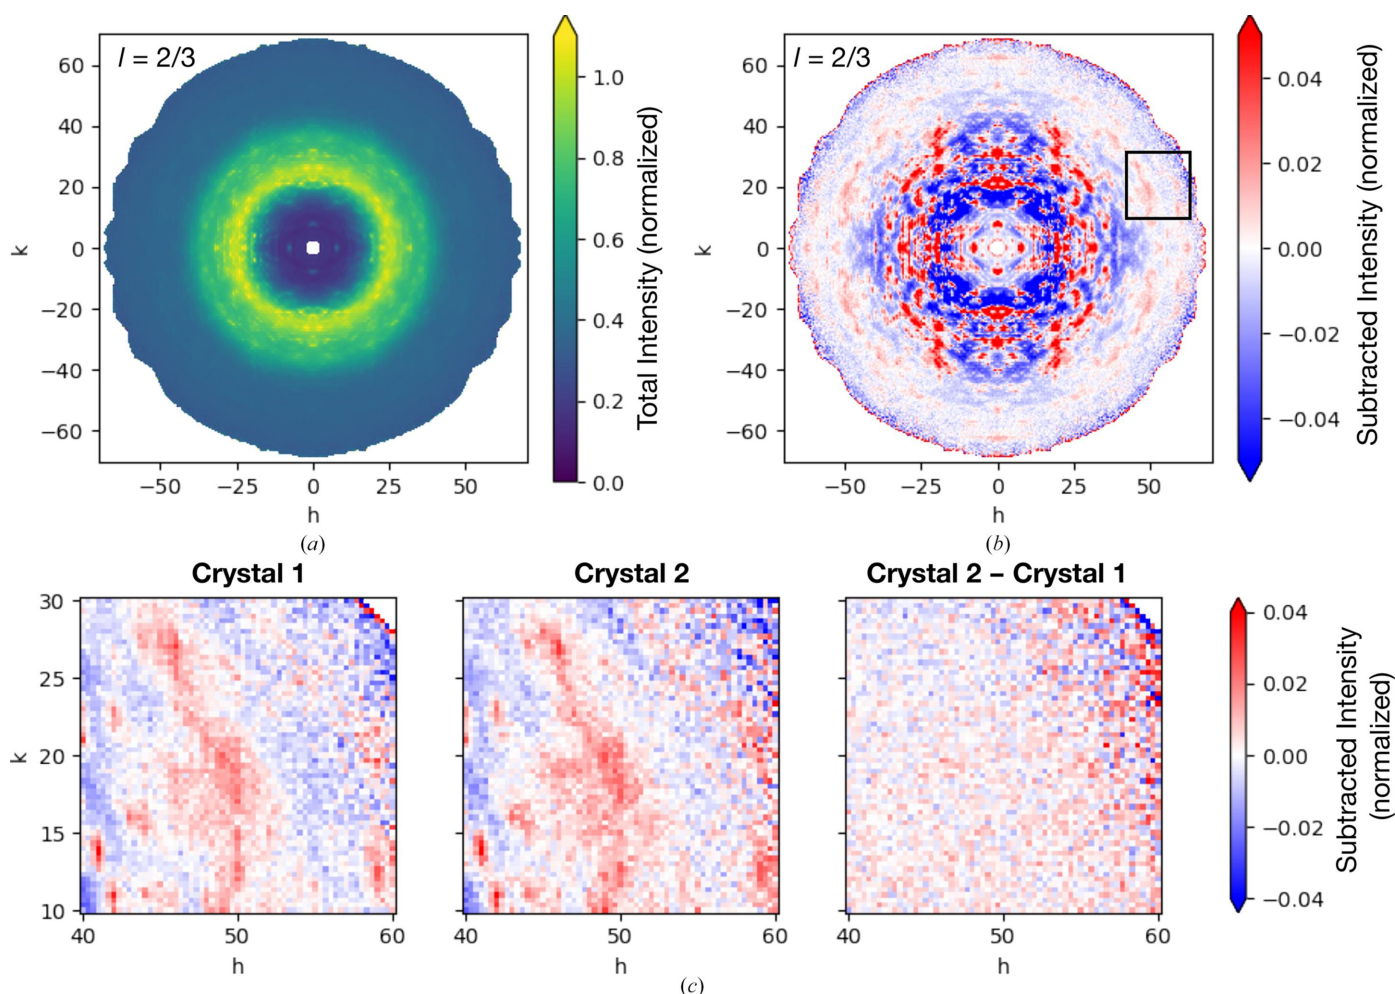 l = 2/3
60
40
20
0
−20
−40
−60
k
−50
−25
0
25
50
h
1.0
0.8
0.6
0.4
0.2
0.0
Total Intensity (normalized)
(a)
l = 2/3
60
40
20
0
−20
−40
−60
k
−50
−25
0
25
50
h
0.04
0.02
0.00
−0.02
−0.04
Subtracted Intensity (normalized)
(b)
Crystal 1
Crystal 2
Crystal 2 – Crystal 1
30
25
20
15
10
k
40
50
60
h
40
50
60
h
40
50
60
h
0.04
0.02
0.00
−0.02
−0.04
Subtracted Intensity
(normalized)
(c)